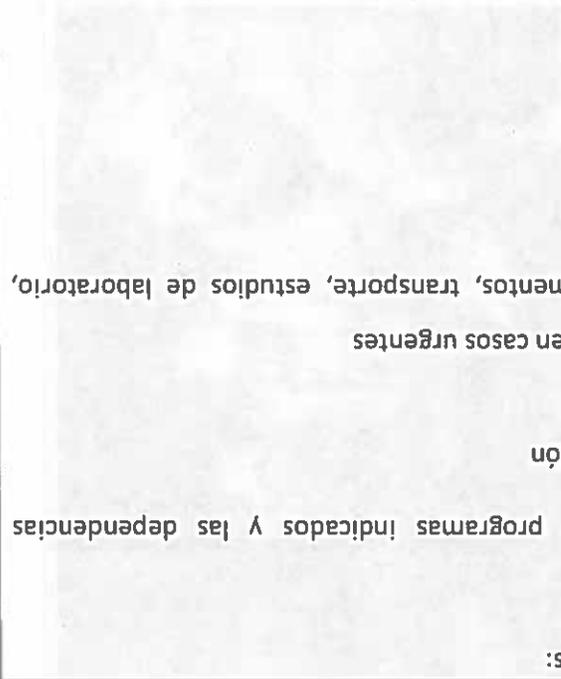 s:
programas indicados y las dependencias
ón
en casos urgentes
mentos, transporte, estudios de laboratorio,